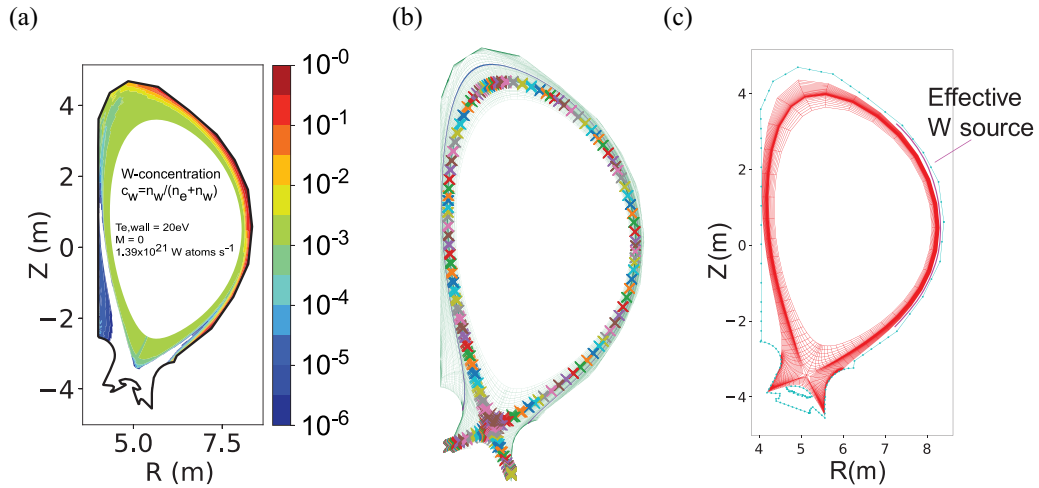 (a)
(b)
(c)
10^-0
10^-1
10^-2
10^-3
10^-4
10^-5
10^-6
4
2
0
−2
−4
Z (m)
5.0 7.5
R (m)
W-concentration
c_w=n_w/(n_e+n_w)
Te,wall = 20eV
M = 0
1.39x10^21 W atoms s^-1
4
2
0
−2
−4
Z(m)
4 5 6 7 8
R(m)
Effective
W source